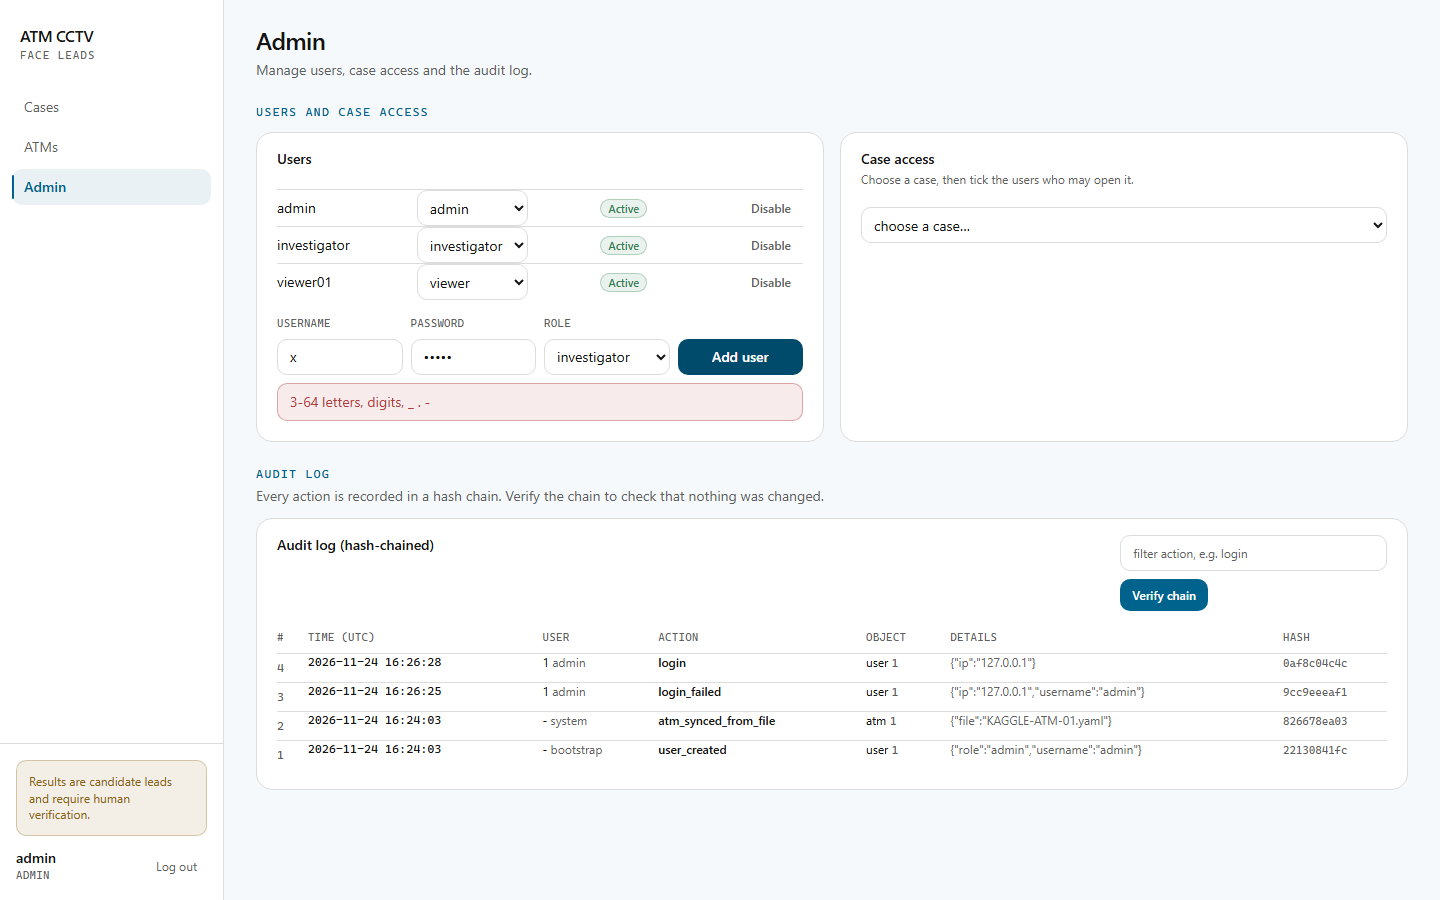 ATM CCTV
FACE LEADS
Cases
ATMs
Admin
Results are candidate leads
and require human
verification.
admin
ADMIN
Log out
Admin
Manage users, case access and the audit log.
USERS AND CASE ACCESS
Users
admin admin Active Disable
investigator investigator Active Disable
viewer01 viewer Active Disable
USERNAME PASSWORD ROLE
x ••••• investigator Add user
3-64 letters, digits, _ . -
Case access
Choose a case, then tick the users who may open it.
choose a case...
AUDIT LOG
Every action is recorded in a hash chain. Verify the chain to check that nothing was changed.
Audit log (hash-chained)
filter action, e.g. login
Verify chain
# TIME (UTC) USER ACTION OBJECT DETAILS HASH
4 2026-11-24 16:26:28 1 admin login user 1 {"ip":"127.0.0.1"} 0af8c04c4c
3 2026-11-24 16:26:25 1 admin login_failed user 1 {"ip":"127.0.0.1","username":"admin"} 9cc9eeeaf1
2 2026-11-24 16:24:03 - system atm_synced_from_file atm 1 {"file":"KAGGLE-ATM-01.yaml"} 826678ea03
1 2026-11-24 16:24:03 - bootstrap user_created user 1 {"role":"admin","username":"admin"} 22130841fc